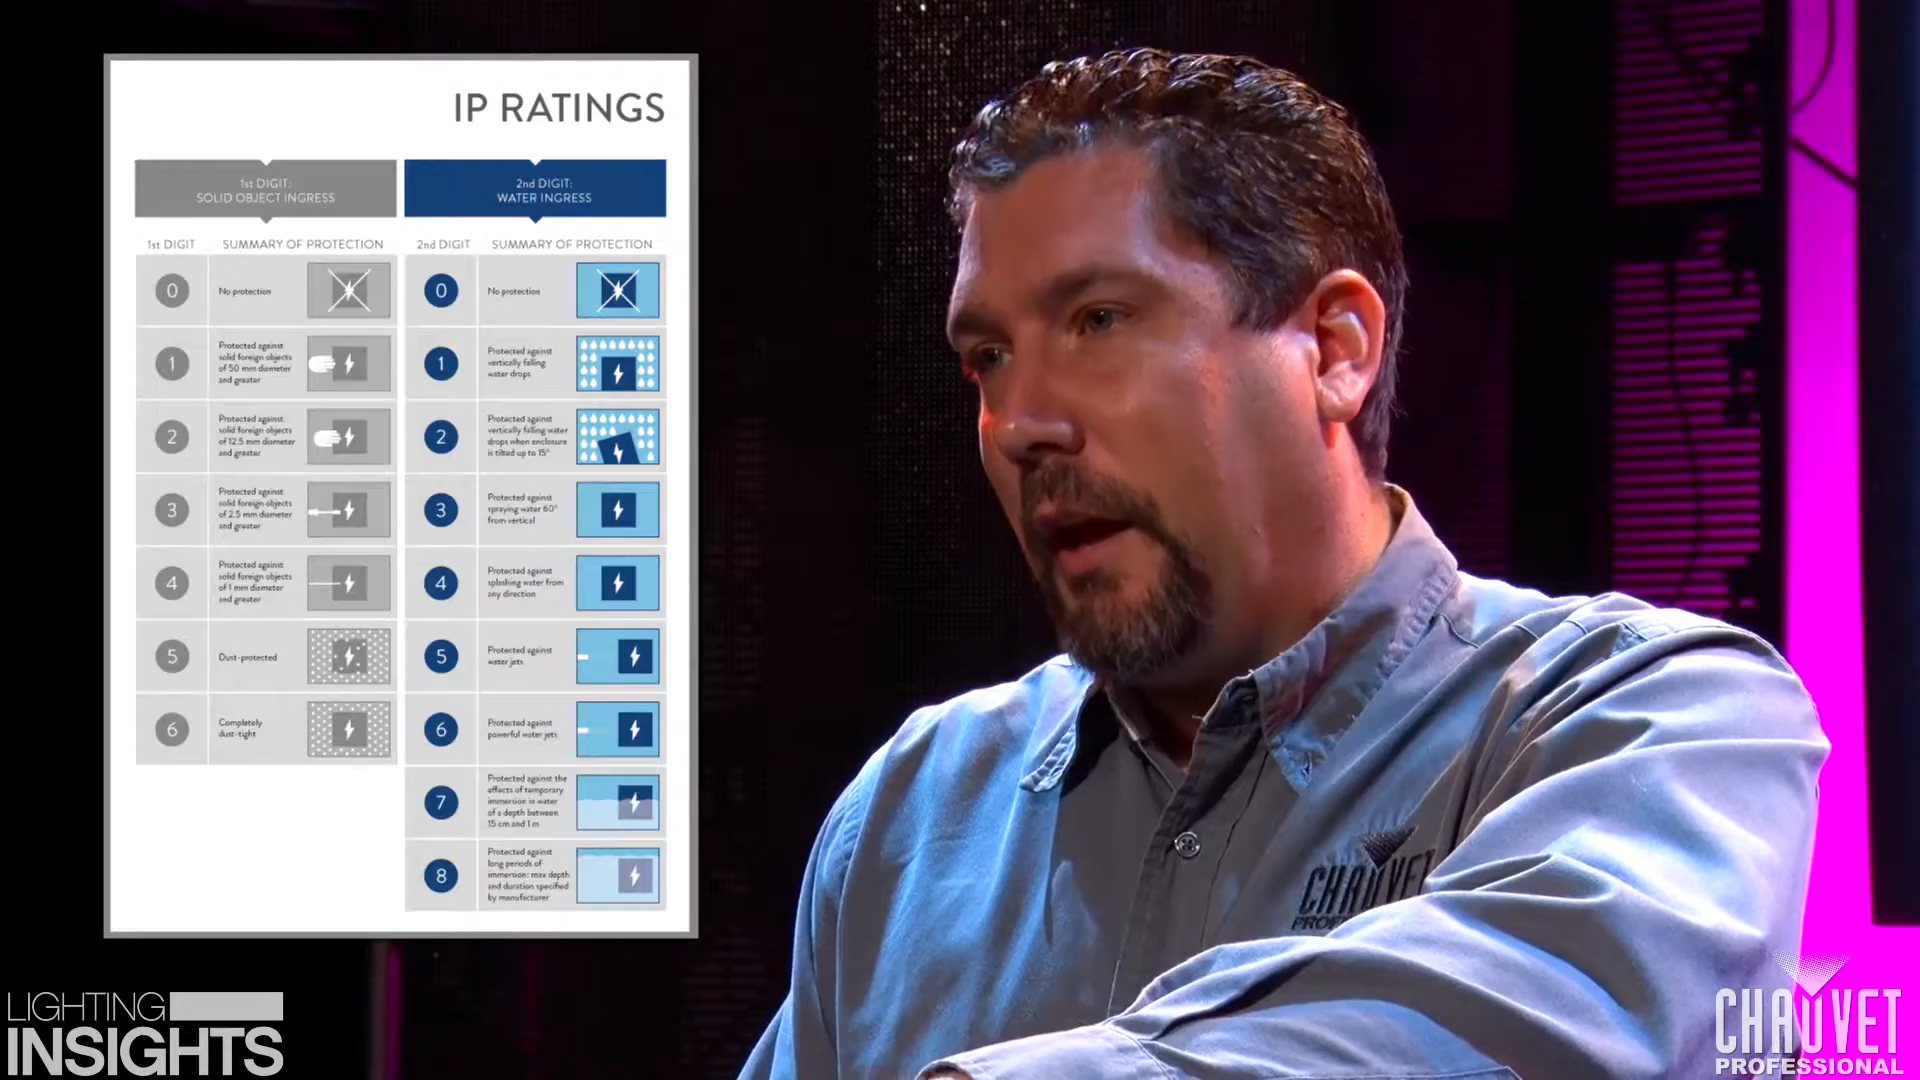 IP RATINGS
1st DIGIT:
SOLID OBJECT INGRESS
2nd DIGIT:
WATER INGRESS
1st DIGIT
SUMMARY OF PROTECTION
2nd DIGIT
SUMMARY OF PROTECTION
0
No protection
1
Protected against
solid foreign objects
of 50 mm diameter
and greater
2
Protected against
solid foreign objects
of 12.5 mm diameter
and greater
3
Protected against
solid foreign objects
of 2.5 mm diameter
and greater
4
Protected against
solid foreign objects
of 1 mm diameter
and greater
5
Dust-protected
6
Completely
dust-tight
0
No protection
1
Protected against
vertically falling
water drops
2
Protected against
vertically falling water
drops when enclosure
is tilted up to 15°
3
Protected against
spraying water 60°
from vertical
4
Protected against
splashing water from
any direction
5
Protected against
water jets
6
Protected against
powerful water jets
7
Protected against the
effects of temporary
immersion in water
of a depth between
15 cm and 1 m
8
Protected against
long periods of
immersion: max depth
and duration specified
by manufacturer
CHAUVET
PROF
LIGHTING
INSIGHTS
CHAUVET
PROFESSIONAL